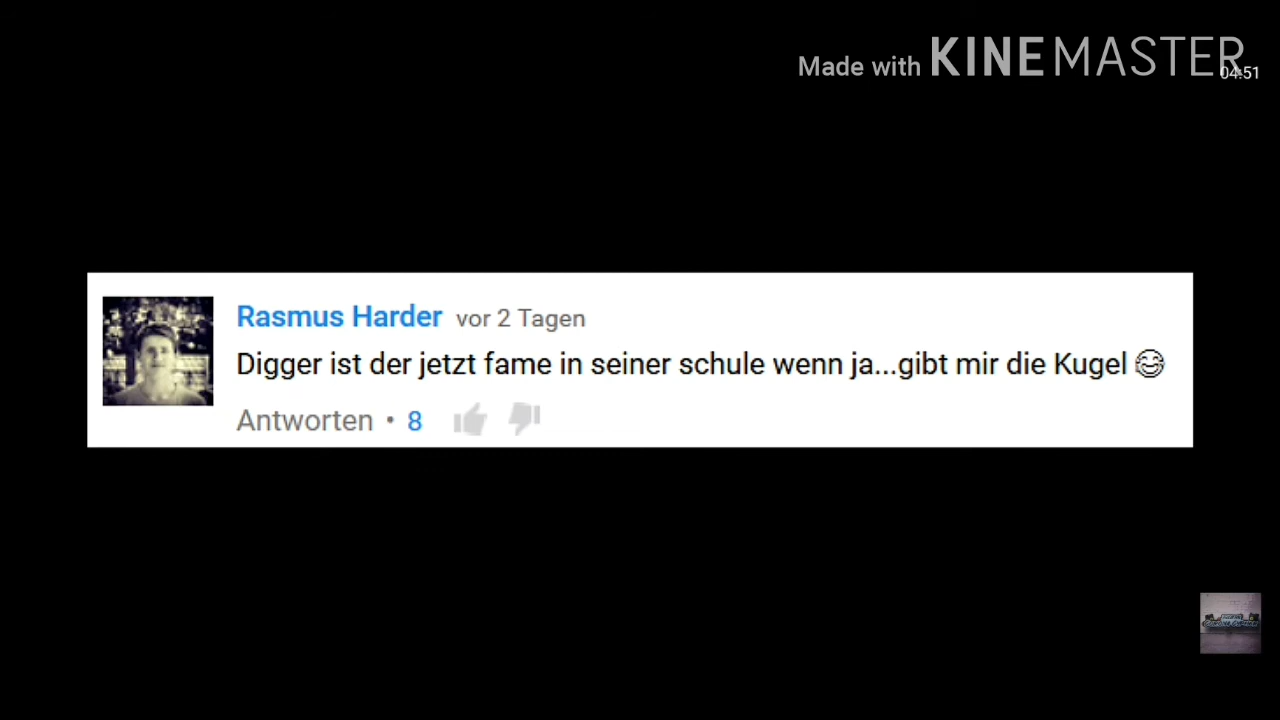 Made with KINEMASTER
04:51
Rasmus Harder vor 2 Tagen
Digger ist der jetzt fame in seiner schule wenn ja...gibt mir die Kugel 😂
Antworten • 8